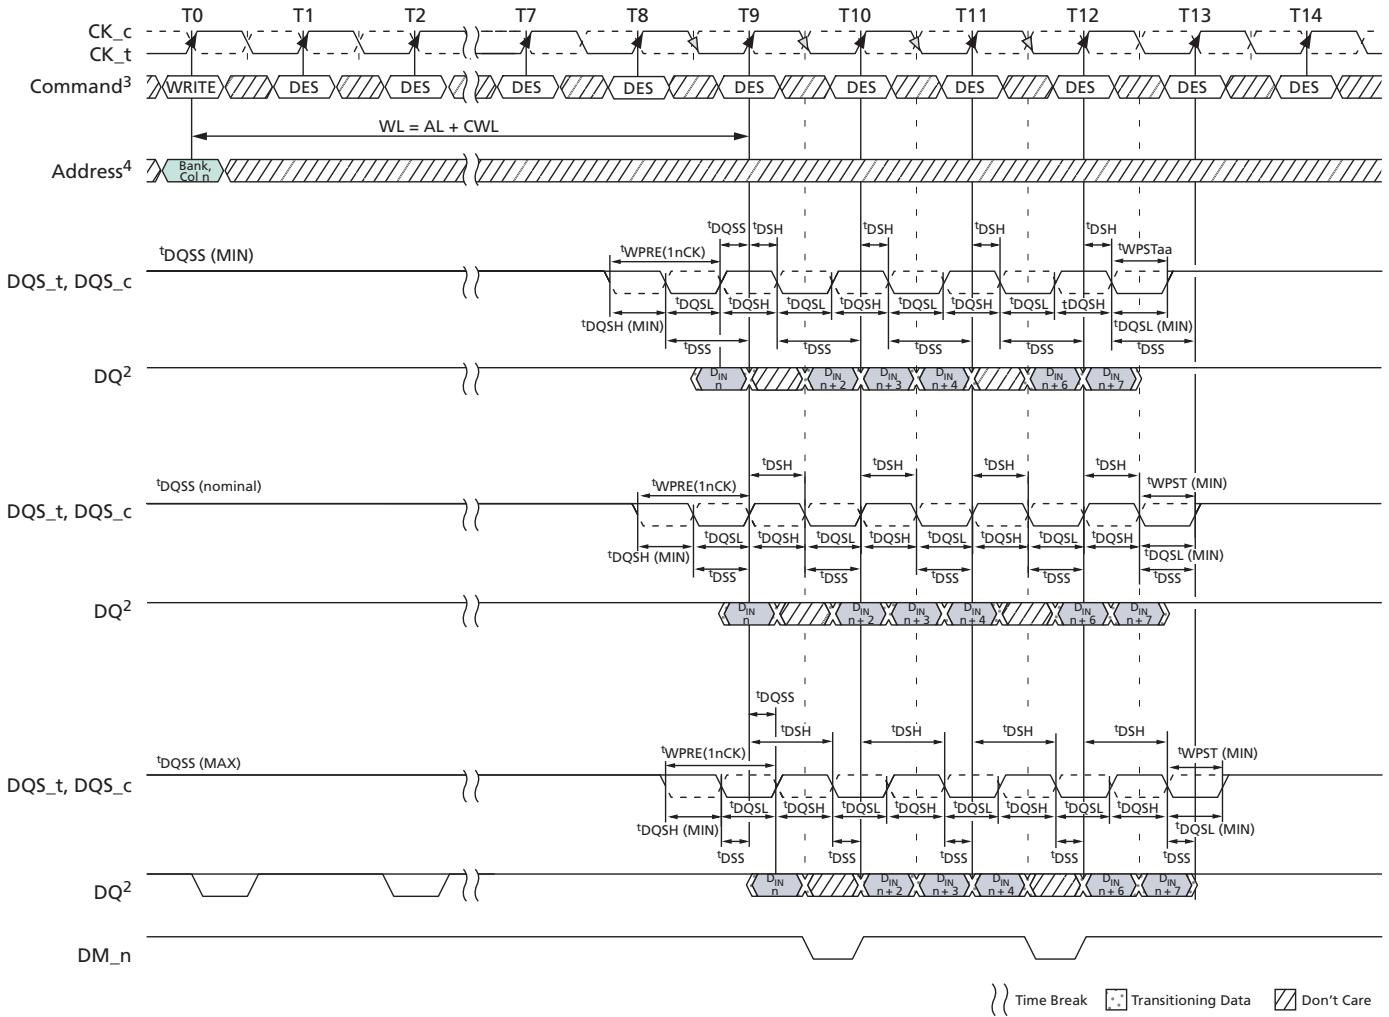 T0 T1 T2 T7 T8 T9 T10 T11 T12 T13 T14
CK_c
CK_t
Command3
WRITE DES DES DES DES DES DES DES DES DES DES
WL = AL + CWL
Address4
Bank,
Col n
tDQSS tDSH tDSH tDSH tDSH
tDQSS (MIN)
tWPRE(1nCK) tWPSTaa
DQS_t, DQS_c
tDQSL tDQSH tDQSL tDQSH tDQSL tDQSH tDQSL tDQSH
tDQSH (MIN) tDQSL (MIN)
tDSS tDSS tDSS tDSS tDSS
DQ2
DIN DIN DIN DIN DIN DIN
n n + 2 n + 3 n + 4 n + 6 n + 7
tDSH tDSH tDSH tDSH
tDQSS (nominal) tWPRE(1nCK) tWPST (MIN)
DQS_t, DQS_c
tDQSL tDQSH tDQSL tDQSH tDQSL tDQSH tDQSL tDQSH
tDQSH (MIN) tDQSL (MIN)
tDSS tDSS tDSS tDSS tDSS
DQ2
DIN DIN DIN DIN DIN DIN
n n + 2 n + 3 n + 4 n + 6 n + 7
tDQSS
tDSH tDSH tDSH tDSH
tDQSS (MAX) tWPRE(1nCK) tWPST (MIN)
DQS_t, DQS_c
tDQSL tDQSH tDQSL tDQSH tDQSL tDQSH tDQSL tDQSH
tDQSH (MIN) tDQSL (MIN)
tDSS tDSS tDSS tDSS tDSS
DQ2
DIN DIN DIN DIN DIN DIN
n n + 2 n + 3 n + 4 n + 6 n + 7
DM_n
Time Break Transitioning Data Don't Care